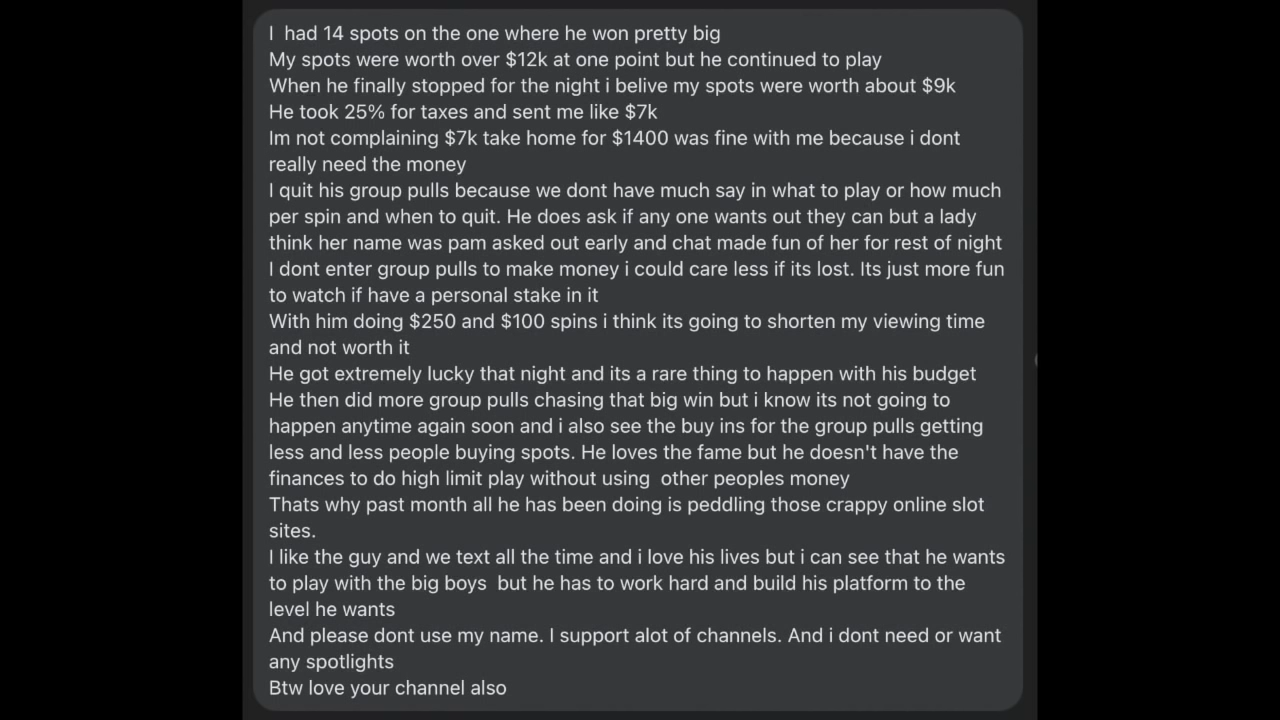 I  had 14 spots on the one where he won pretty big
My spots were worth over $12k at one point but he continued to play
When he finally stopped for the night i belive my spots were worth about $9k
He took 25% for taxes and sent me like $7k
Im not complaining $7k take home for $1400 was fine with me because i dont
really need the money
I quit his group pulls because we dont have much say in what to play or how much
per spin and when to quit. He does ask if any one wants out they can but a lady
think her name was pam asked out early and chat made fun of her for rest of night
I dont enter group pulls to make money i could care less if its lost. Its just more fun
to watch if have a personal stake in it
With him doing $250 and $100 spins i think its going to shorten my viewing time
and not worth it
He got extremely lucky that night and its a rare thing to happen with his budget
He then did more group pulls chasing that big win but i know its not going to
happen anytime again soon and i also see the buy ins for the group pulls getting
less and less people buying spots. He loves the fame but he doesn't have the
finances to do high limit play without using  other peoples money
Thats why past month all he has been doing is peddling those crappy online slot
sites.
I like the guy and we text all the time and i love his lives but i can see that he wants
to play with the big boys  but he has to work hard and build his platform to the
level he wants
And please dont use my name. I support alot of channels. And i dont need or want
any spotlights
Btw love your channel also